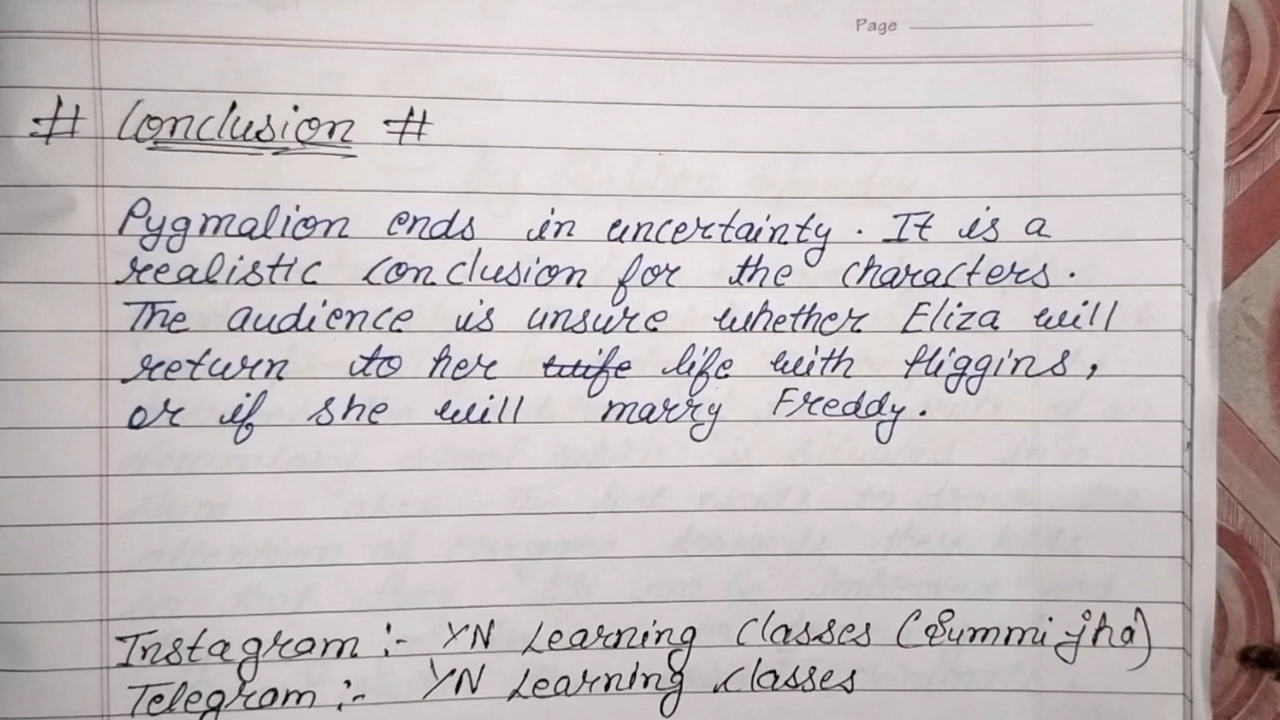 Page
# Conclusion #
Pygmalion ends in uncertainty. It is a
realistic conclusion for the characters.
The audience is unsure whether Eliza will
return to her wife life with Higgins,
or if she will marry Freddy.
Instagram :- YN Learning Classes (Summi Jha)
Telegram :- YN Learning Classes